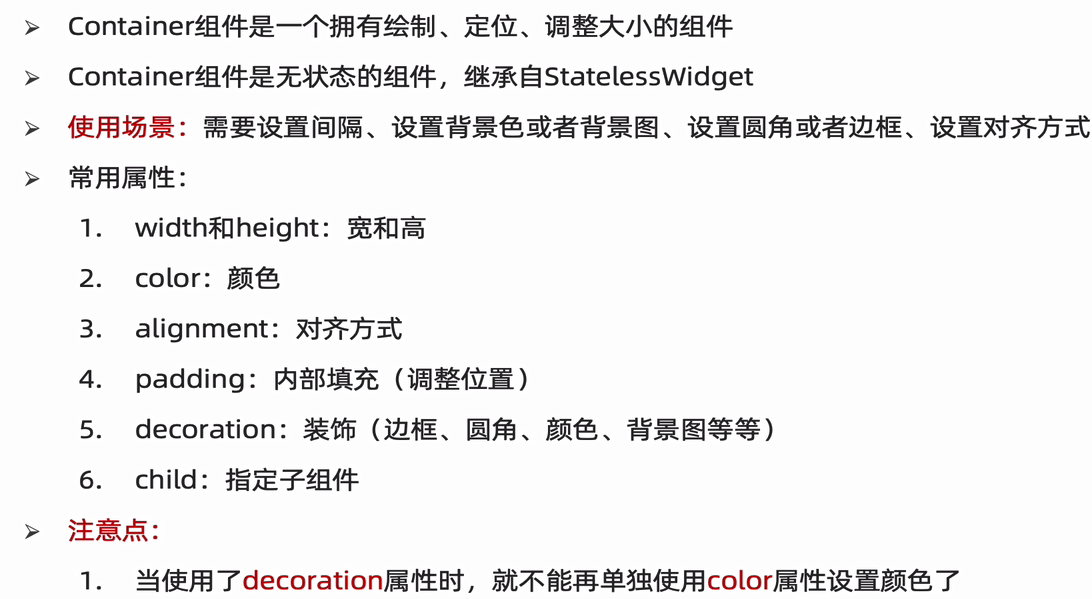 ➢ Container组件是一个拥有绘制、定位、调整大小的组件
➢ Container组件是无状态的组件，继承自StatelessWidget
➢ 使用场景：需要设置间隔、设置背景色或者背景图、设置圆角或者边框、设置对齐方式
➢ 常用属性：
1. width和height：宽和高
2. color：颜色
3. alignment：对齐方式
4. padding：内部填充（调整位置）
5. decoration：装饰（边框、圆角、颜色、背景图等等）
6. child：指定子组件
➢ 注意点：
1. 当使用了decoration属性时，就不能再单独使用color属性设置颜色了